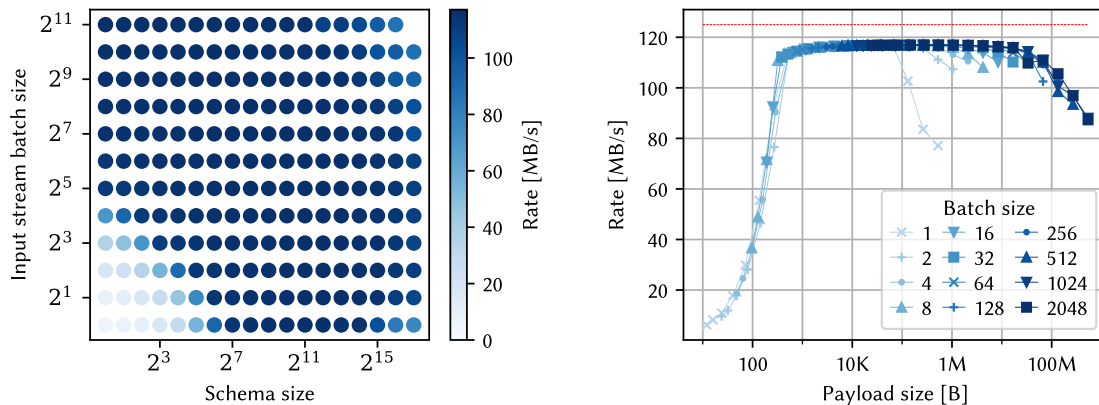 2^11
2^9
2^7
2^5
2^3
2^1
Input stream batch size
2^3
2^7
2^11
2^15
Schema size
100
80
60
40
20
0
Rate [MB/s]
120
100
80
60
40
20
Rate [MB/s]
100
10K
1M
100M
Payload size [B]
Batch size
1 16 256
2 32 512
4 64 1024
8 128 2048